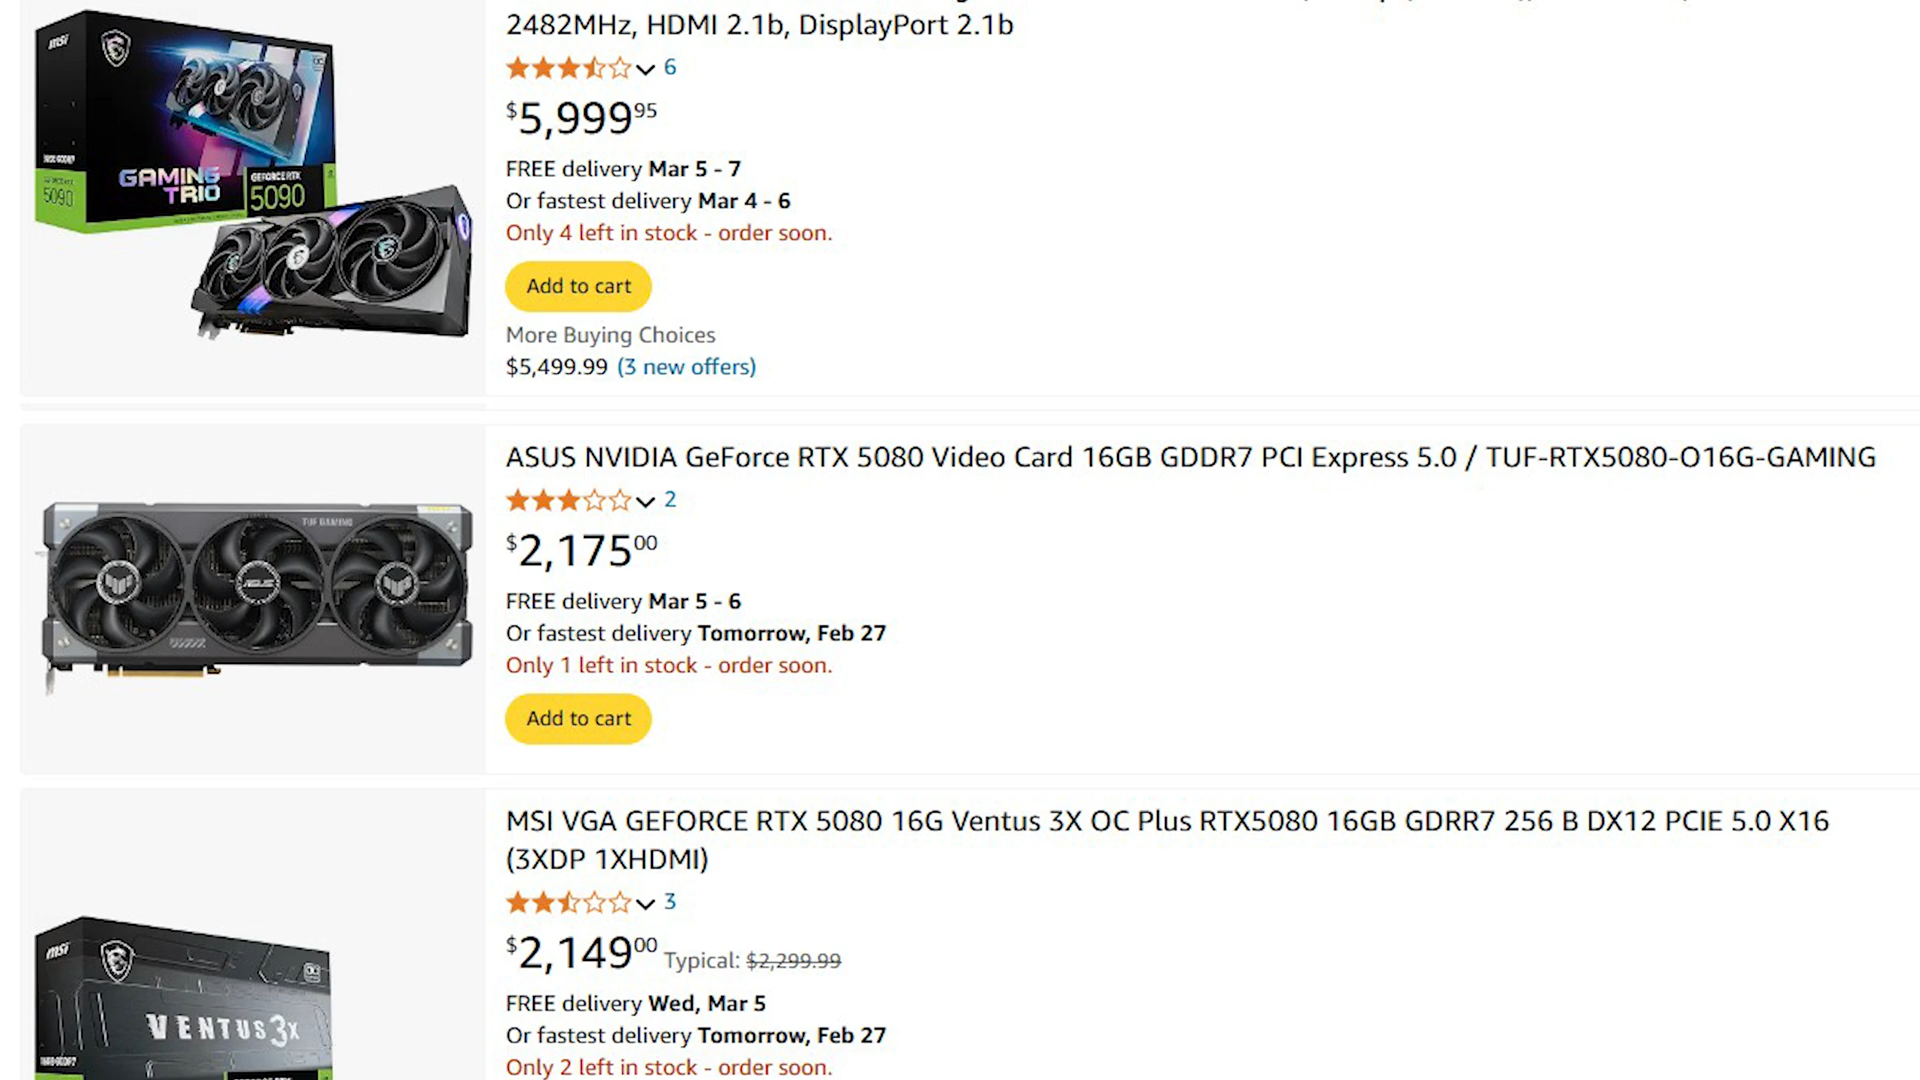 2482MHz, HDMI 2.1b, DisplayPort 2.1b
6
$5,999 95
FREE delivery Mar 5 - 7
Or fastest delivery Mar 4 - 6
Only 4 left in stock - order soon.
Add to cart
More Buying Choices
$5,499.99 (3 new offers)
msi
GAMING
TRIO
GEFORCE RTX
5090
5090
ASUS NVIDIA GeForce RTX 5080 Video Card 16GB GDDR7 PCI Express 5.0 / TUF-RTX5080-O16G-GAMING
2
$2,175 00
FREE delivery Mar 5 - 6
Or fastest delivery Tomorrow, Feb 27
Only 1 left in stock - order soon.
Add to cart
TUF GAMING
ASUS
MSI VGA GEFORCE RTX 5080 16G Ventus 3X OC Plus RTX5080 16GB GDRR7 256 B DX12 PCIE 5.0 X16
(3XDP 1XHDMI)
3
$2,149 00 Typical: $2,299.99
FREE delivery Wed, Mar 5
Or fastest delivery Tomorrow, Feb 27
Only 2 left in stock - order soon.
msi
VENTUS 3X